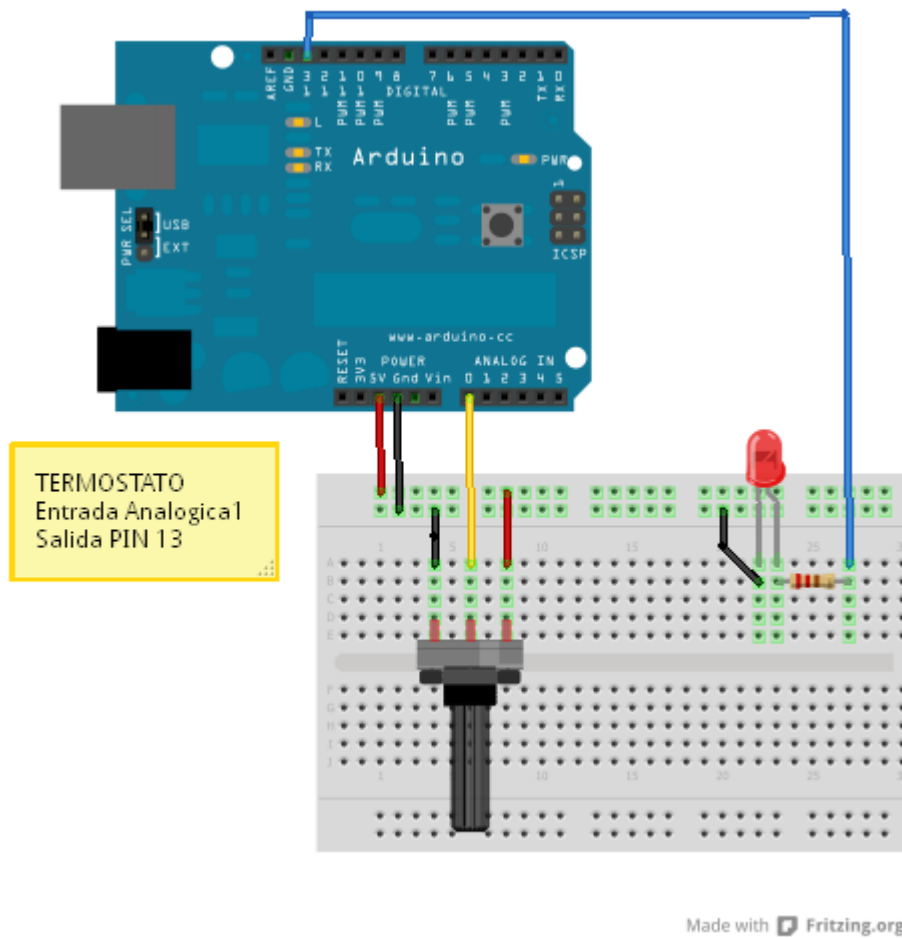 AREF
GND
13
12
11
10
9
8
7
6
5
4
3
2
1
0
DIGITAL
PWM
PWM
PWM
PWM
PWM
PWM
TX
RX
L
TX
RX
Arduino
PWR
1
PWR SEL
USB
EXT
ICSP
www.arduino.cc
POWER
ANALOG IN
RESET
3V3
5V Gnd Vin
0 1 2 3 4 5
TERMOSTATO
Entrada Analogica1
Salida PIN 13
1 5 10 15 20 25
A
B
C
D
E
F
G
H
I
J
1 10 15 20 25
Made with Fritzing.org